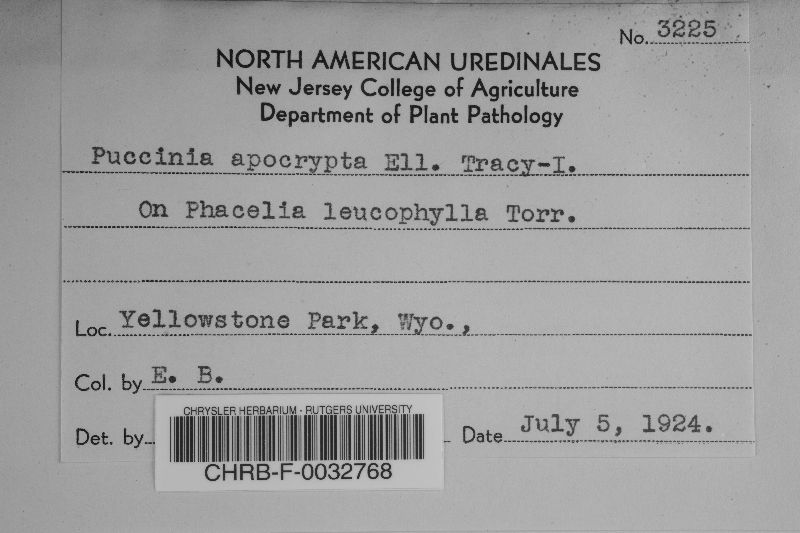 No. 3225
NORTH AMERICAN UREDINALES
New Jersey College of Agriculture
Department of Plant Pathology
Puccinia apocrypta Ell. Tracy-I.
On Phacelia leucophylla Torr.
Loc. Yellowstone Park, Wyo.,
Col. by E. B.
Det. by
Date July 5, 1924.
CHRYSLER HERBARIUM - RUTGERS UNIVERSITY
CHRB-F-0032768